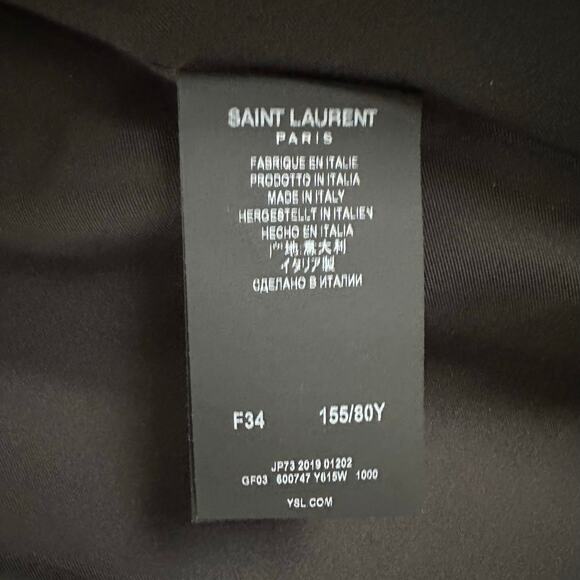 SAINT LAURENT
PARIS
FABRIQUE EN ITALIE
PRODOTTO IN ITALIA
MADE IN ITALY
HERGESTELLT IN ITALIEN
HECHO EN ITALIA
产地 意大利
イタリア製
СДЕЛАНО В ИТАЛИИ
F34 155/80Y
JP73 2019 01202
GF03 600747 Y615W 1000
YSL.COM